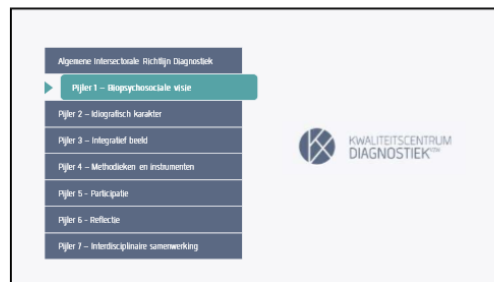 Algemene Intersectorale Richtlijn Diagnostiek
Pijler 1 – Biopsychosociale visie
Pijler 2 – Idiografisch karakter
Pijler 3 – Integratief beeld
Pijler 4 – Methodieken en instrumenten
Pijler 5 - Participatie
Pijler 6 - Reflectie
Pijler 7 – Interdisciplinaire samenwerking
KWALITEITSCENTRUM
DIAGNOSTIEK